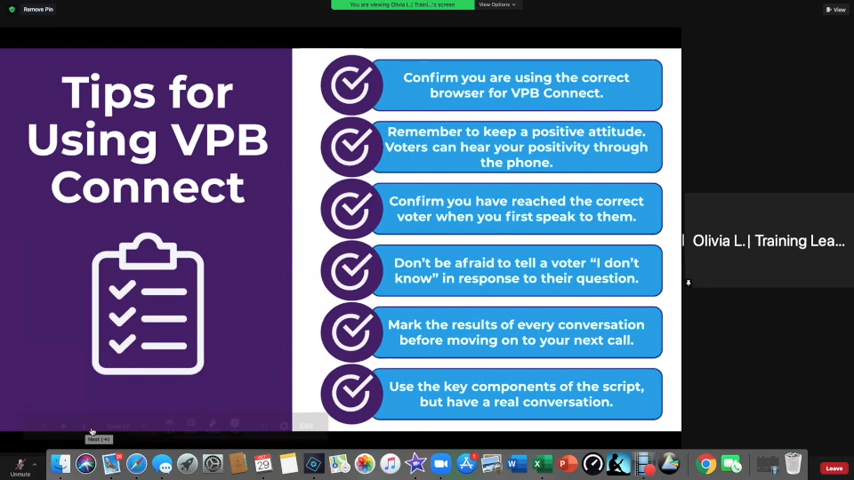 Remove Pin
You are viewing Olivia L.| Traini...'s screen
View Options
View
Tips for
Using VPB
Connect
Confirm you are using the correct
browser for VPB Connect.
Remember to keep a positive attitude.
Voters can hear your positivity through
the phone.
Confirm you have reached the correct
voter when you first speak to them.
Don’t be afraid to tell a voter “I don’t
know” in response to their question.
Mark the results of every conversation
before moving on to your next call.
Use the key components of the script,
but have a real conversation.
Olivia L.| Training Lea...
Next (→)
Unmute
29
W
X
P
Leave